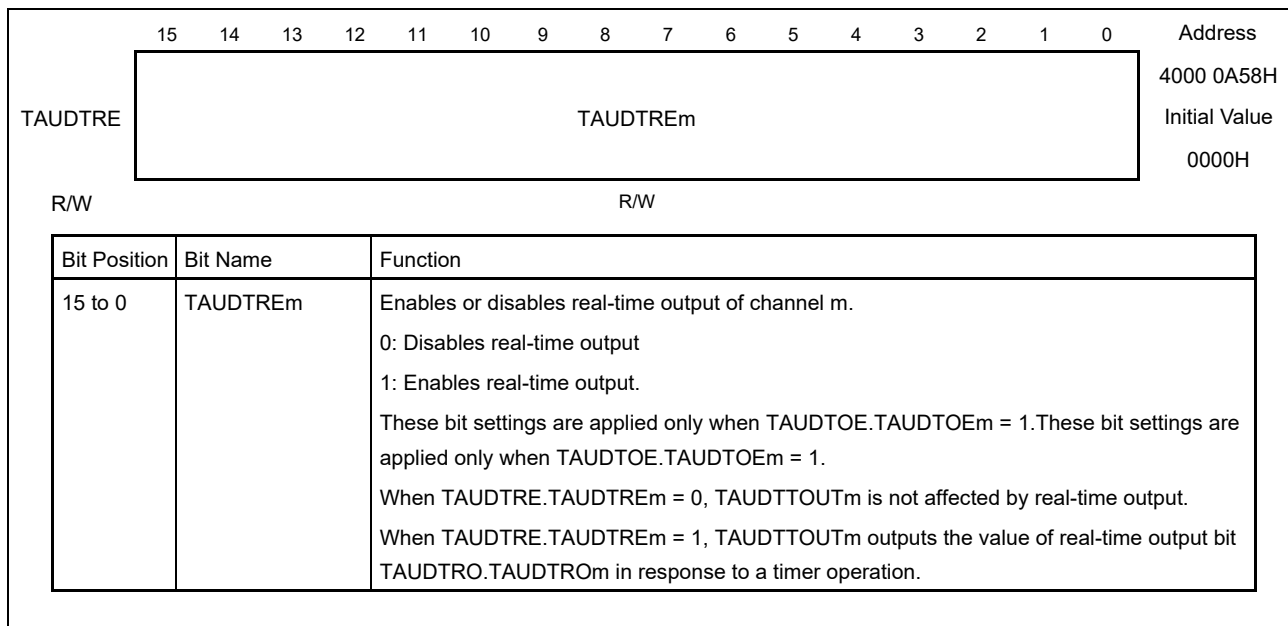 15 14 13 12 11 10 9 8 7 6 5 4 3 2 1 0 Address
4000 0A58H
TAUDTRE TAUDTREm Initial Value
0000H
R/W R/W
Bit Position Bit Name Function
15 to 0 TAUDTREm Enables or disables real-time output of channel m.
0: Disables real-time output
1: Enables real-time output.
These bit settings are applied only when TAUDTOE.TAUDTOEm = 1.These bit settings are
applied only when TAUDTOE.TAUDTOEm = 1.
When TAUDTRE.TAUDTREm = 0, TAUDTTOUTm is not affected by real-time output.
When TAUDTRE.TAUDTREm = 1, TAUDTTOUTm outputs the value of real-time output bit
TAUDTRO.TAUDTROm in response to a timer operation.